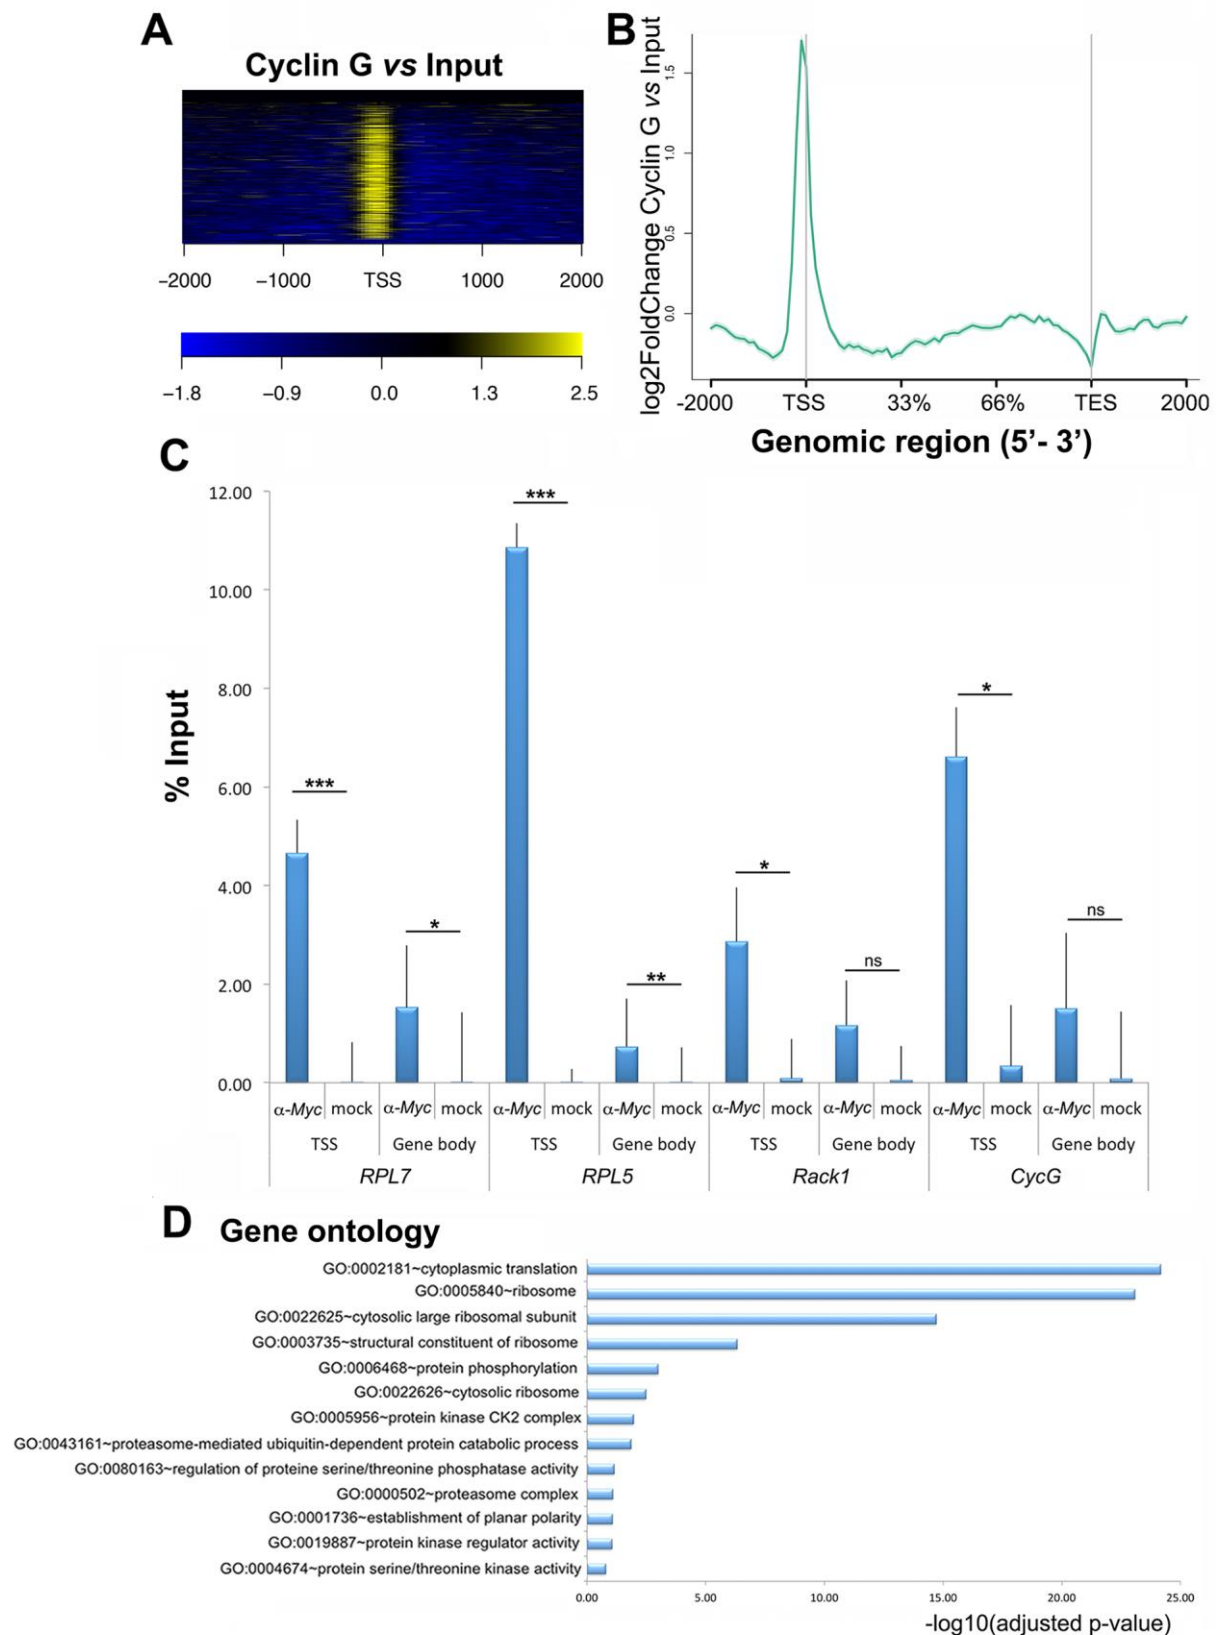 A
Cyclin G vs Input
−2000 −1000 TSS 1000 2000
−1.8 −0.9 0.0 1.3 2.5
B
log2FoldChange Cyclin G vs Input
1.5
1.0
0.5
0.0
-2000 TSS 33% 66% TES 2000
Genomic region (5’- 3’)
C
% Input
12.00
10.00
8.00
6.00
4.00
2.00
0.00
***
*
***
**
*
ns
*
ns
α-Myc mock α-Myc mock α-Myc mock α-Myc mock α-Myc mock α-Myc mock α-Myc mock α-Myc mock
TSS Gene body TSS Gene body TSS Gene body TSS Gene body
RPL7 RPL5 Rack1 CycG
D
Gene ontology
GO:0002181~cytoplasmic translation
GO:0005840~ribosome
GO:0022625~cytosolic large ribosomal subunit
GO:0003735~structural constituent of ribosome
GO:0006468~protein phosphorylation
GO:0022626~cytosolic ribosome
GO:0005956~protein kinase CK2 complex
GO:0043161~proteasome-mediated ubiquitin-dependent protein catabolic process
GO:0080163~regulation of proteine serine/threonine phosphatase activity
GO:0000502~proteasome complex
GO:0001736~establishment of planar polarity
GO:0019887~protein kinase regulator activity
GO:0004674~protein serine/threonine kinase activity
0.00 5.00 10.00 15.00 20.00 25.00
-log10(adjusted p-value)